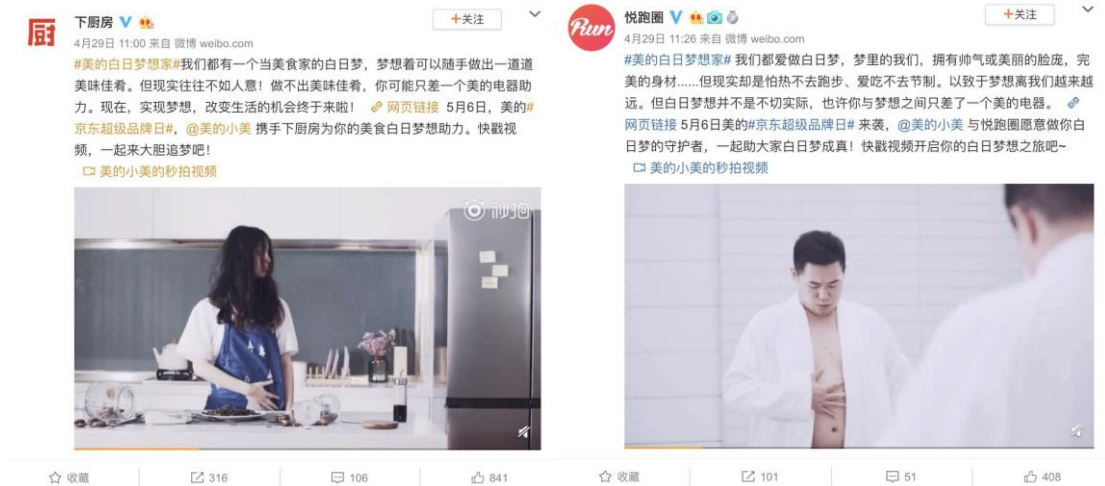 厨
下厨房
+关注
4月29日 11:00 来自 微博 weibo.com
#美的白日梦想家#我们都有一个当美食家的白日梦，梦想着可以随手做出一道道
美味佳肴。但现实往往不如人意！做不出美味佳肴，你可能只差一个美的电器助
力。现在，实现梦想，改变生活的机会终于来啦！ 网页链接 5月6日，美的#
京东超级品牌日#，@美的小美 携手下厨房为你的美食白日梦想助力。快戳视
频，一起来大胆追梦吧！
美的小美的秒拍视频
秒拍
收藏
316
106
841
Run
悦跑圈
+关注
4月29日 11:26 来自 微博 weibo.com
#美的白日梦想家# 我们都爱做白日梦，梦里的我们，拥有帅气或美丽的脸庞，完
美的身材......但现实却是怕热不去跑步、爱吃不去节制。以致于梦想离我们越来越
远。但白日梦想并不是不切实际，也许你与梦想之间只差了一个美的电器。
网页链接 5月6日美的#京东超级品牌日# 来袭，@美的小美 与悦跑圈愿意做你白
日梦的守护者，一起助大家白日梦成真！快戳视频开启你的白日梦想之旅吧~
美的小美的秒拍视频
收藏
101
51
408